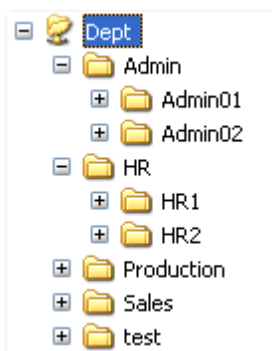 Dept
Admin
Admin01
Admin02
HR
HR1
HR2
Production
Sales
test